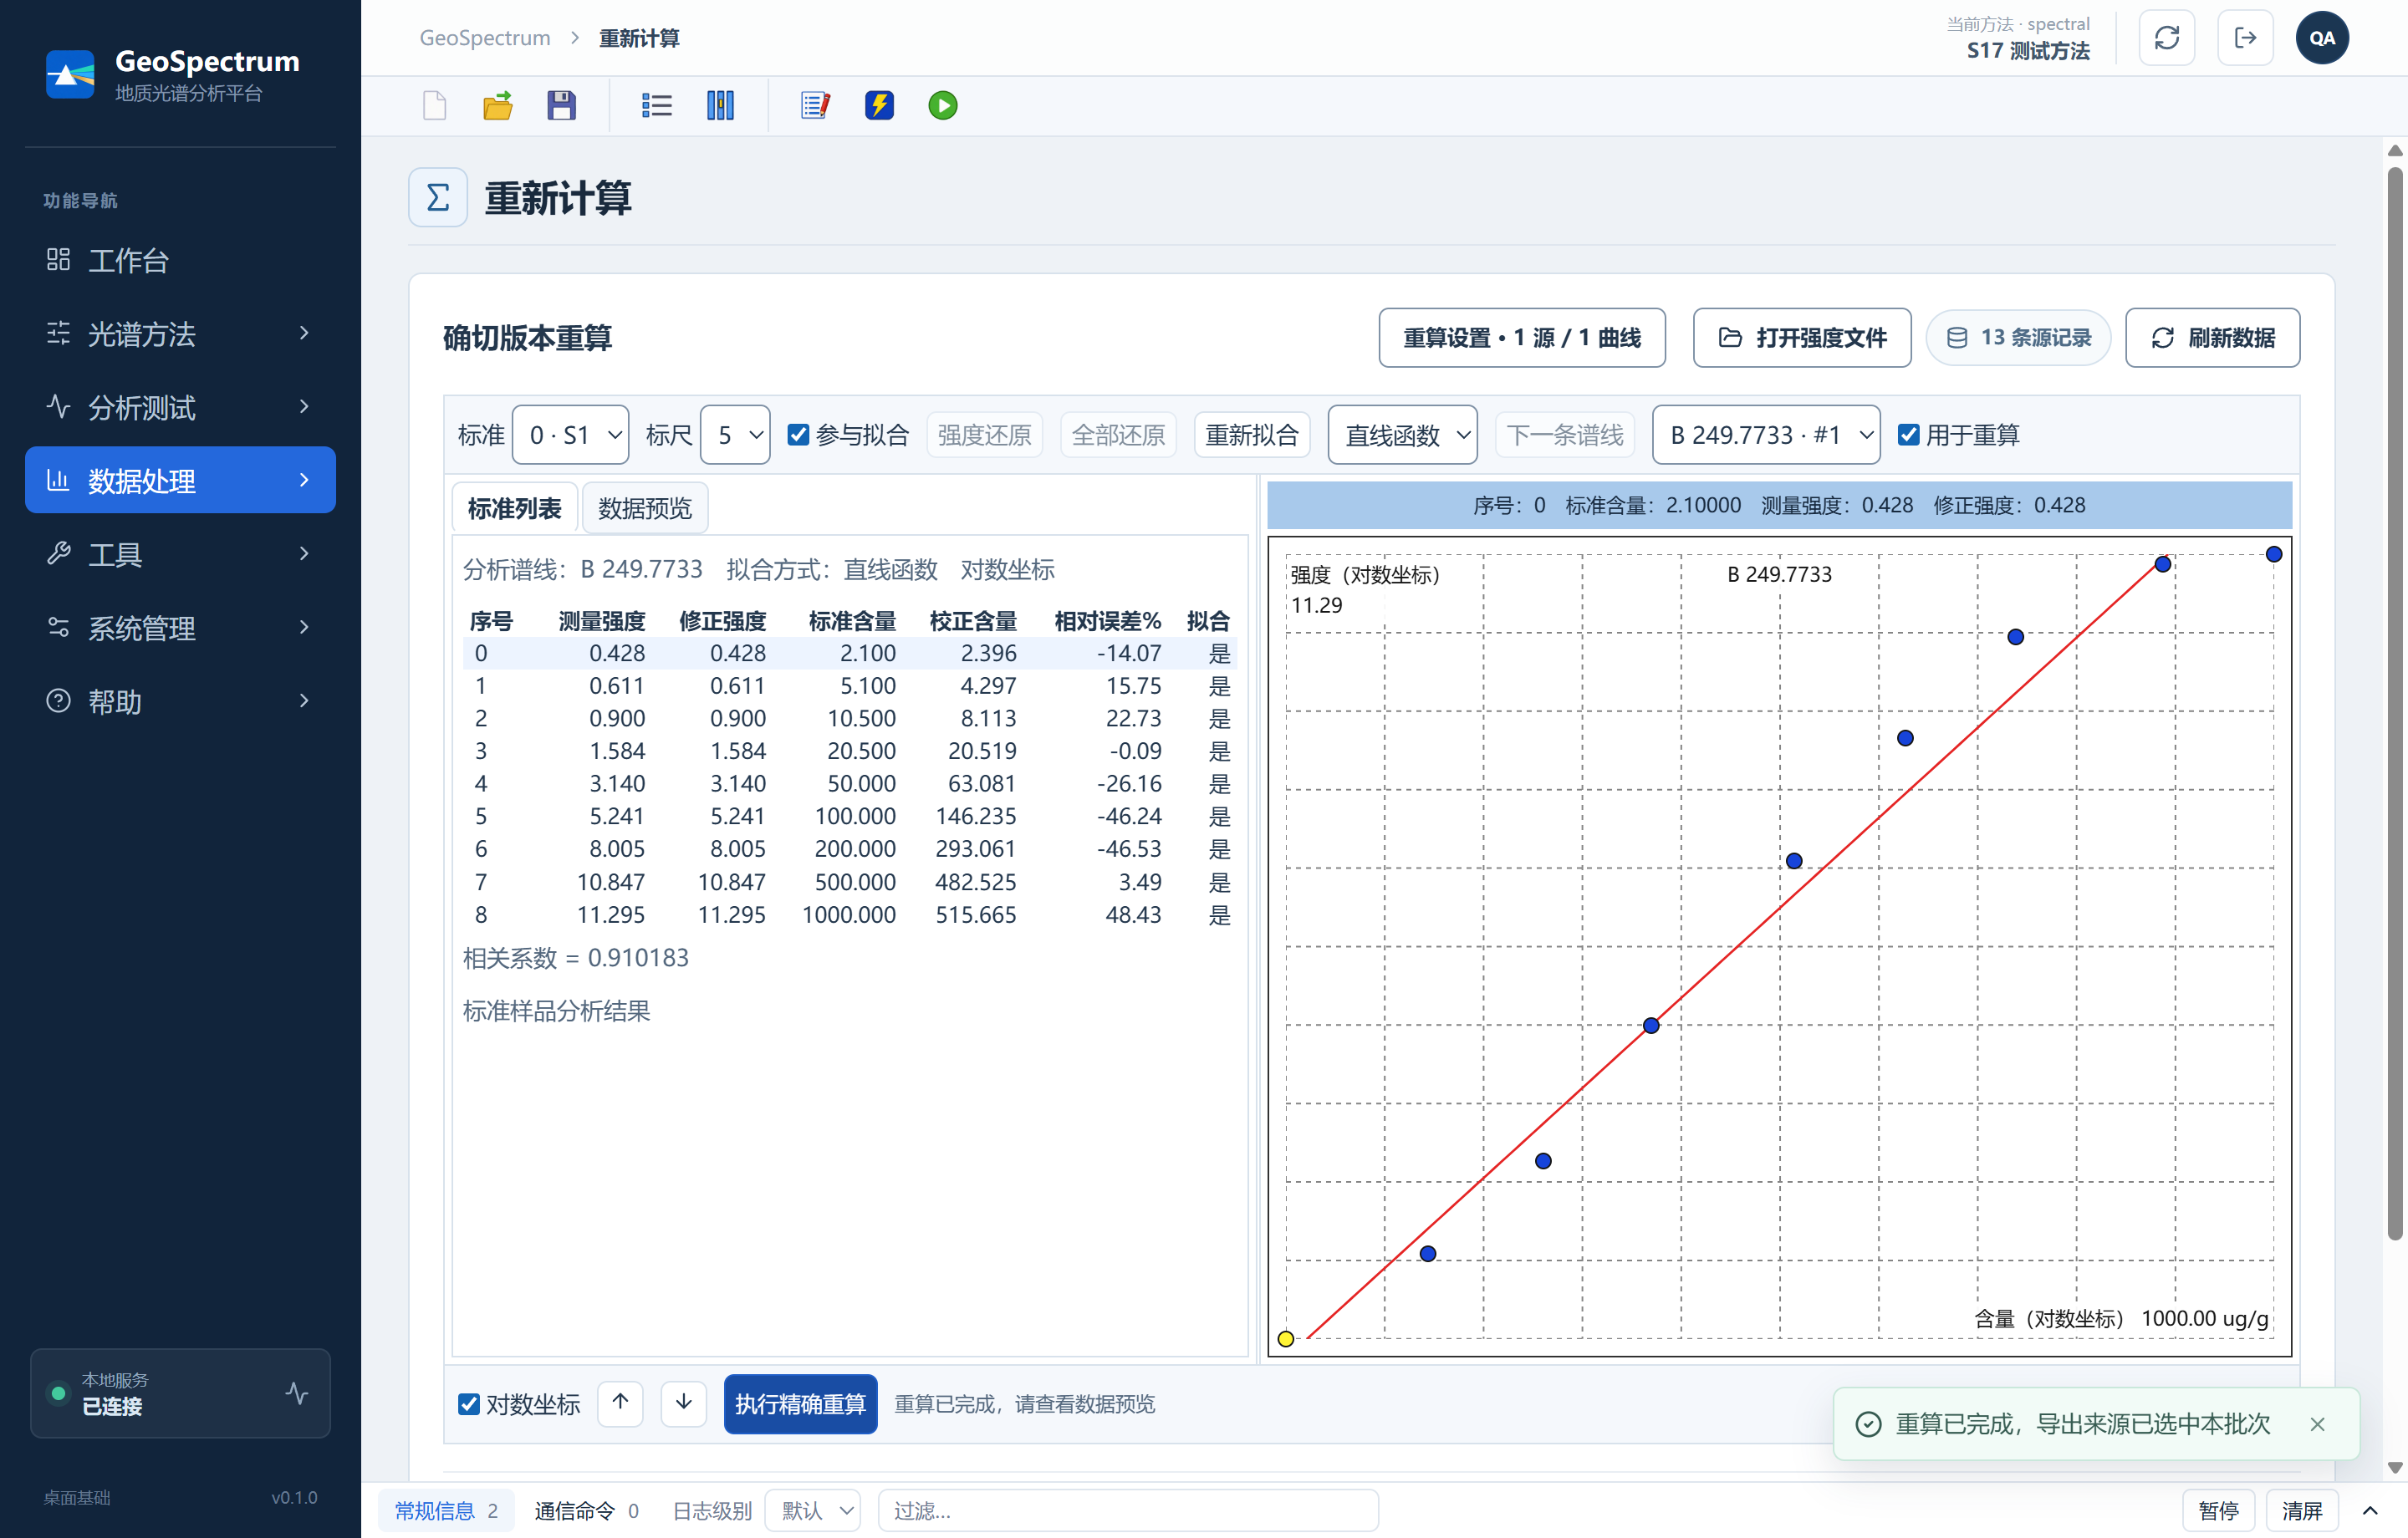 GeoSpectrum
地质光谱分析平台
功能导航
工作台
光谱方法
分析测试
数据处理
工具
系统管理
帮助
本地服务
已连接
桌面基础 v0.1.0
GeoSpectrum > 重新计算
当前方法 · spectral
S17 测试方法
QA
重新计算
确切版本重算
重算设置 • 1 源 / 1 曲线 打开强度文件 13 条源记录 刷新数据
标准 0 · S1 标尺 5 参与拟合 强度还原 全部还原 重新拟合 直线函数 下一条谱线 B 249.7733 · #1 用于重算
标准列表 数据预览
分析谱线：B 249.7733 拟合方式：直线函数 对数坐标
序号 测量强度 修正强度 标准含量 校正含量 相对误差% 拟合
0 0.428 0.428 2.100 2.396 -14.07 是
1 0.611 0.611 5.100 4.297 15.75 是
2 0.900 0.900 10.500 8.113 22.73 是
3 1.584 1.584 20.500 20.519 -0.09 是
4 3.140 3.140 50.000 63.081 -26.16 是
5 5.241 5.241 100.000 146.235 -46.24 是
6 8.005 8.005 200.000 293.061 -46.53 是
7 10.847 10.847 500.000 482.525 3.49 是
8 11.295 11.295 1000.000 515.665 48.43 是
相关系数 = 0.910183
标准样品分析结果
序号：0 标准含量：2.10000 测量强度：0.428 修正强度：0.428
强度（对数坐标） B 249.7733
11.29
含量（对数坐标） 1000.00 ug/g
对数坐标 ↑ ↓ 执行精确重算 重算已完成，请查看数据预览
重算已完成，导出来源已选中本批次
常规信息 2 通信命令 0 日志级别 默认 过滤... 暂停 清屏